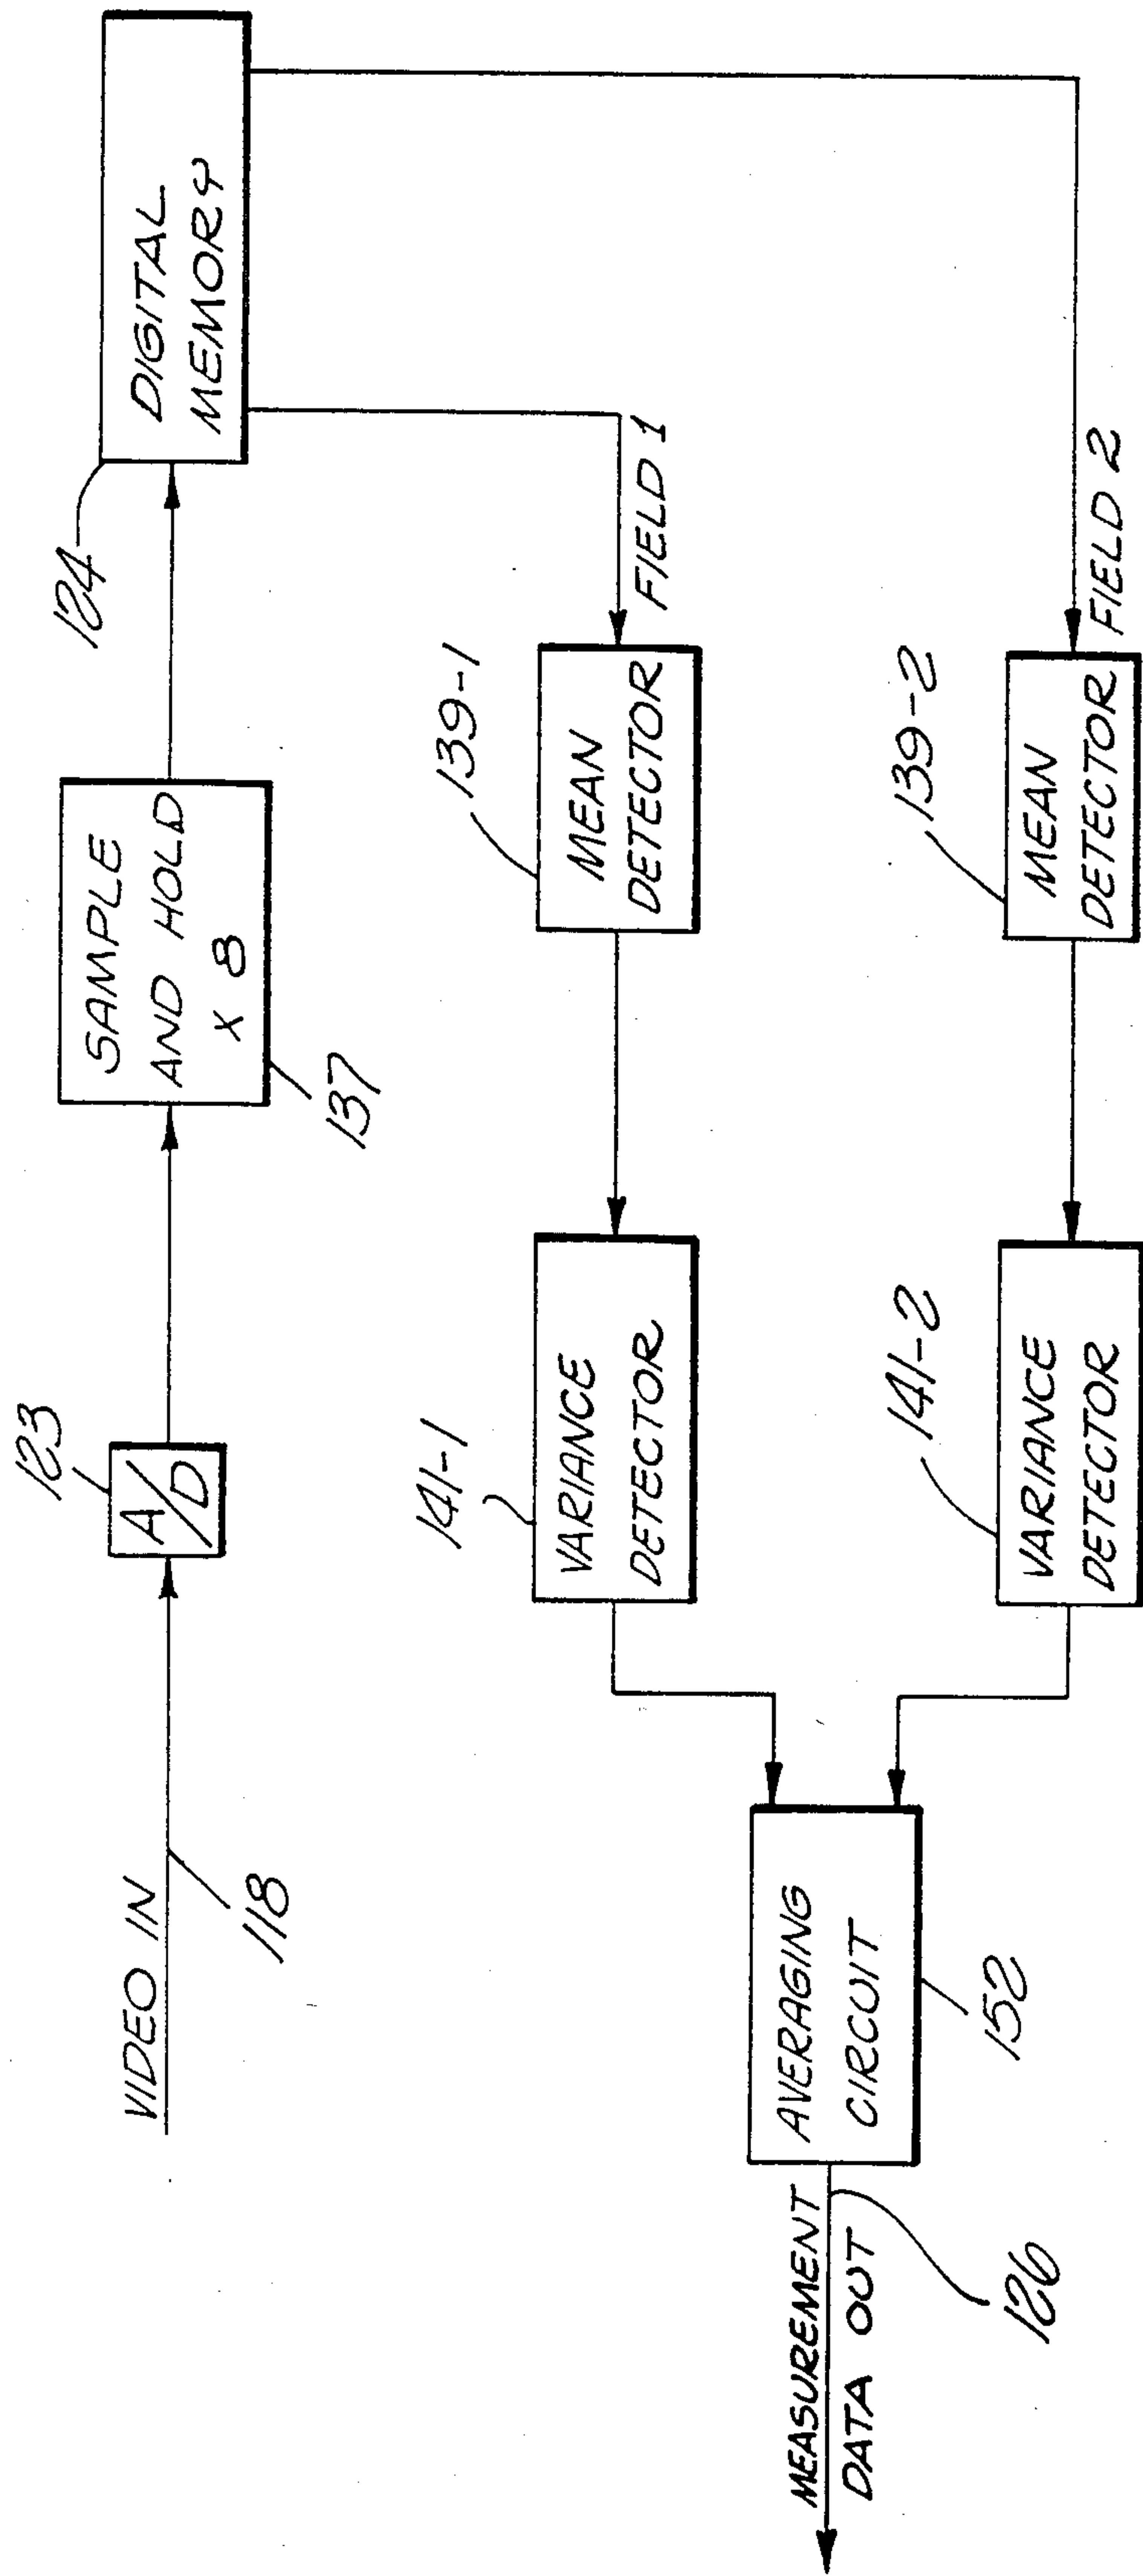 VIDEO IN
118
123
A/D
SAMPLE
AND HOLD
x 8
137
124
DIGITAL
MEMORY
FIELD 1
139-1
MEAN
DETECTOR
141-1
VARIANCE
DETECTOR
FIELD 2
139-2
MEAN
DETECTOR
141-2
VARIANCE
DETECTOR
AVERAGING
CIRCUIT
152
MEASUREMENT
DATA OUT
126